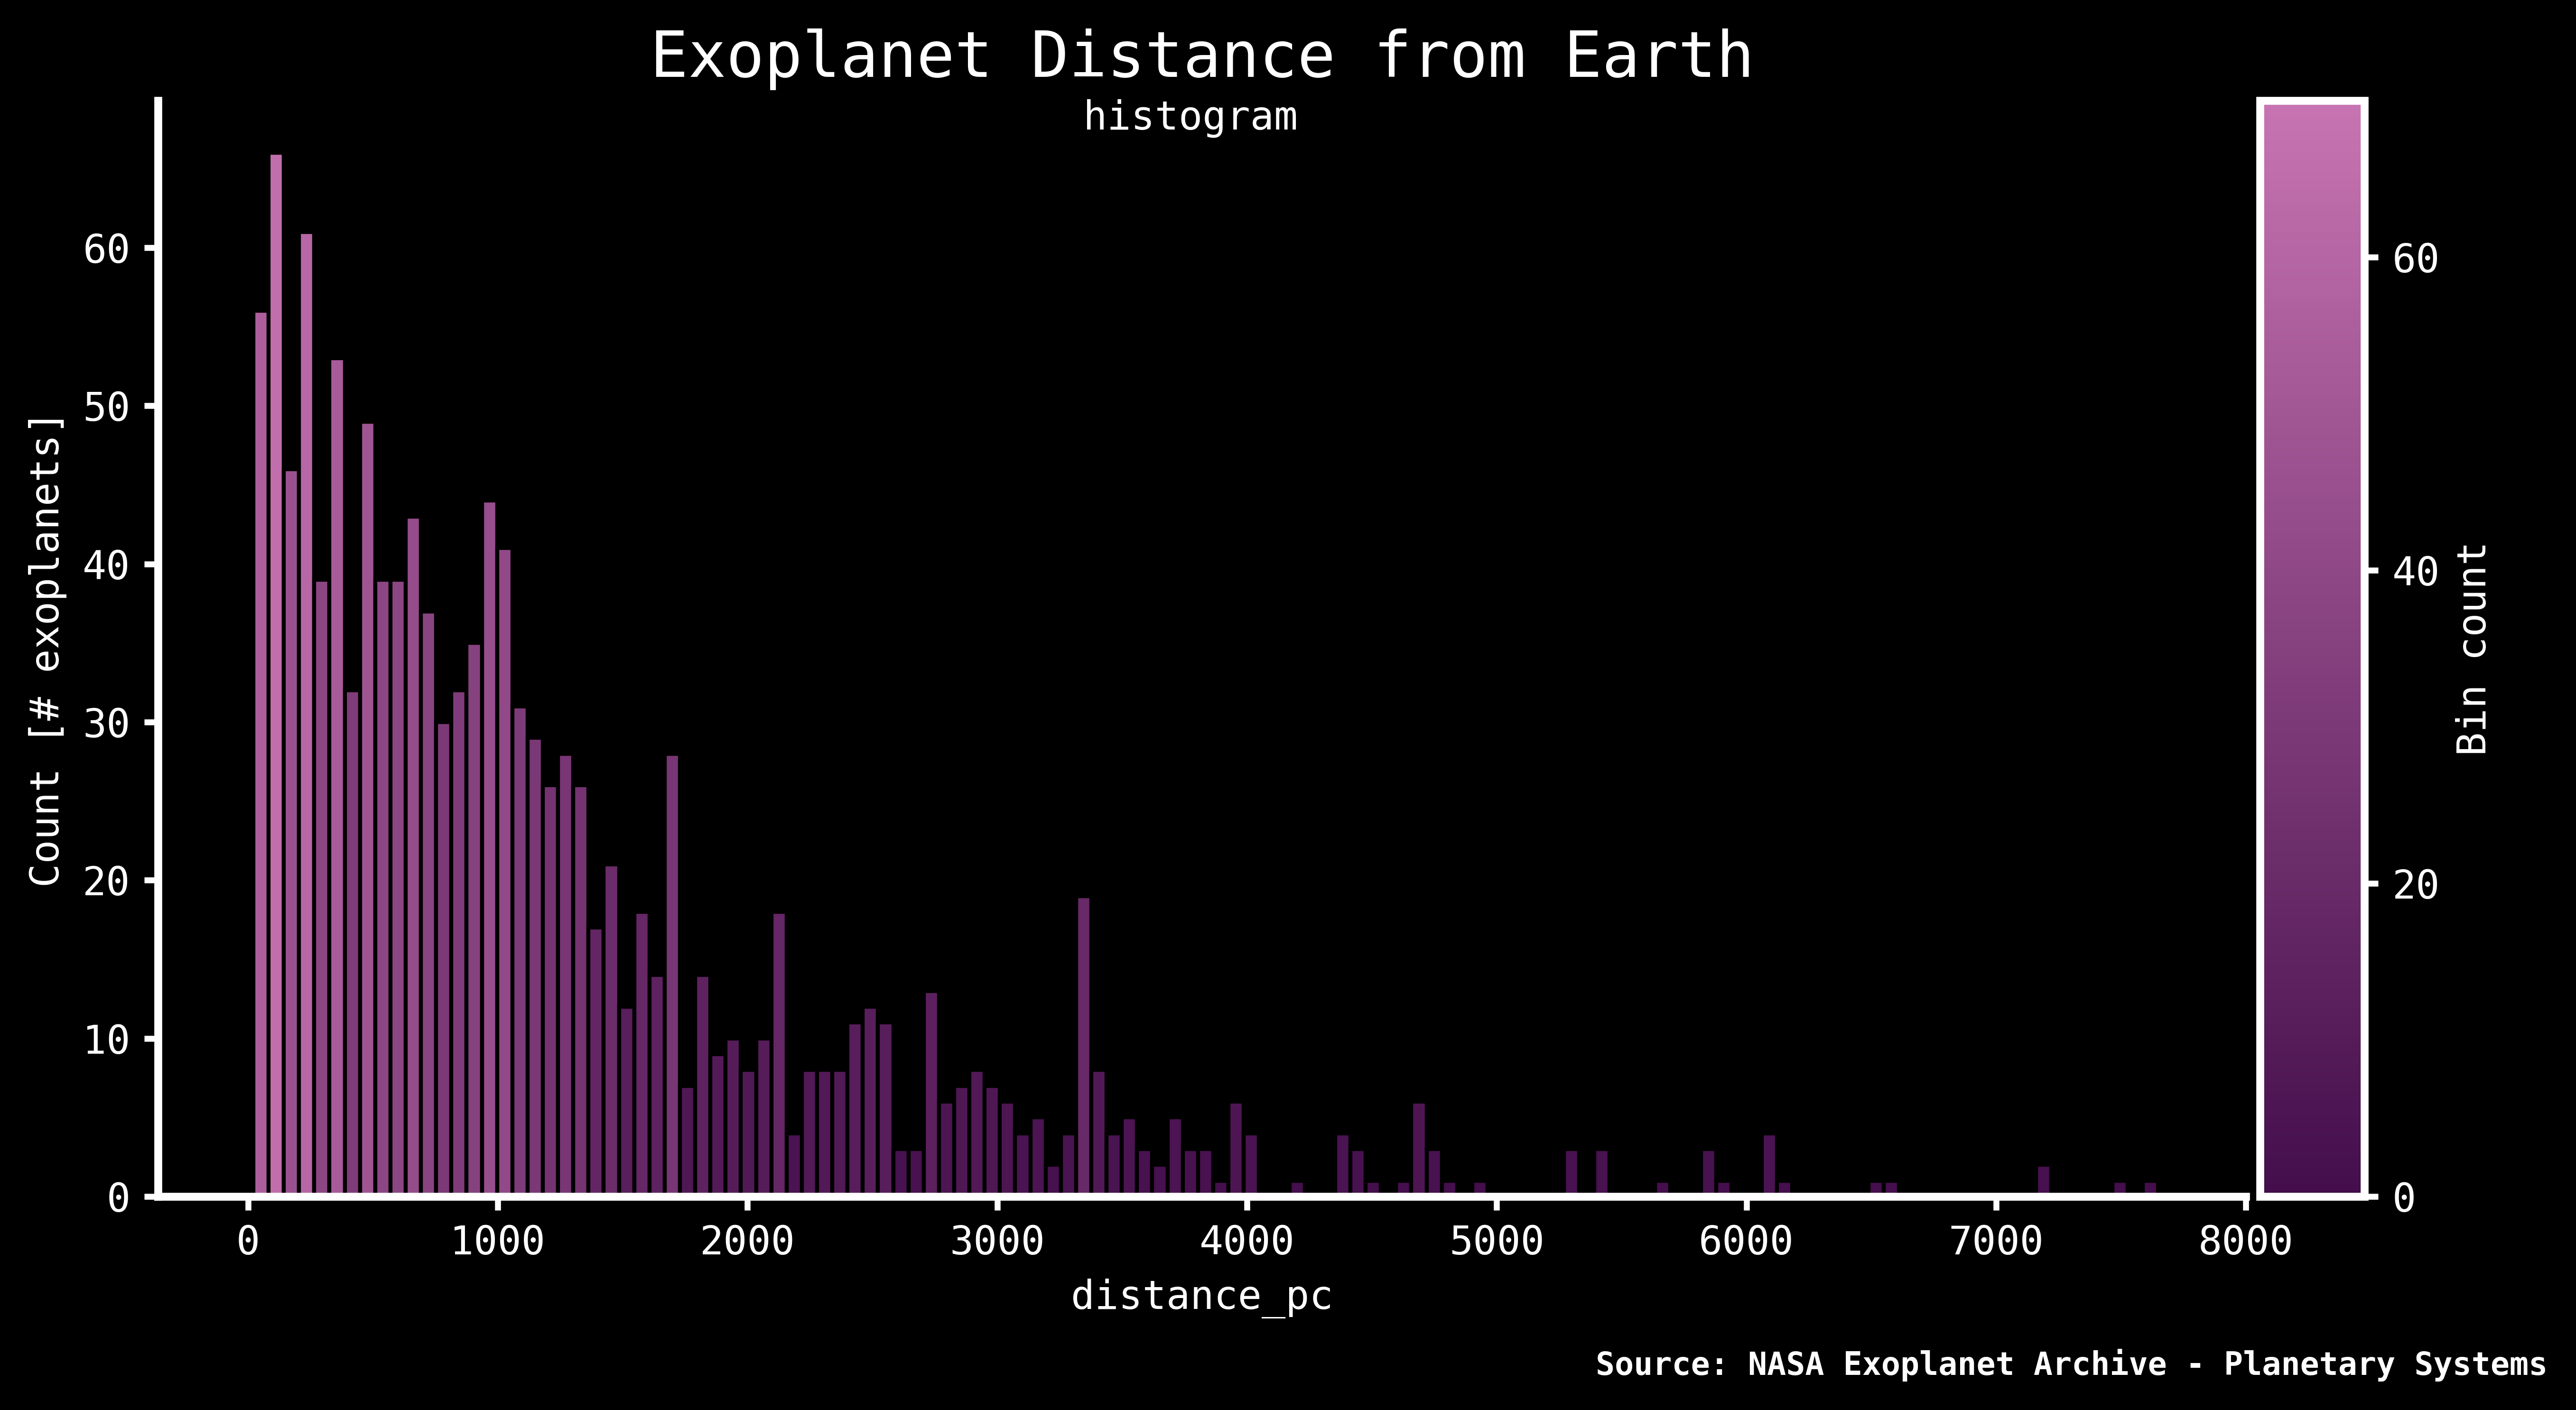 Exoplanet Distance from Earth
histogram
Count [# exoplanets]
60
50
40
30
20
10
0
0 1000 2000 3000 4000 5000 6000 7000 8000
distance_pc
60
40
20
0
Bin count
Source: NASA Exoplanet Archive - Planetary Systems